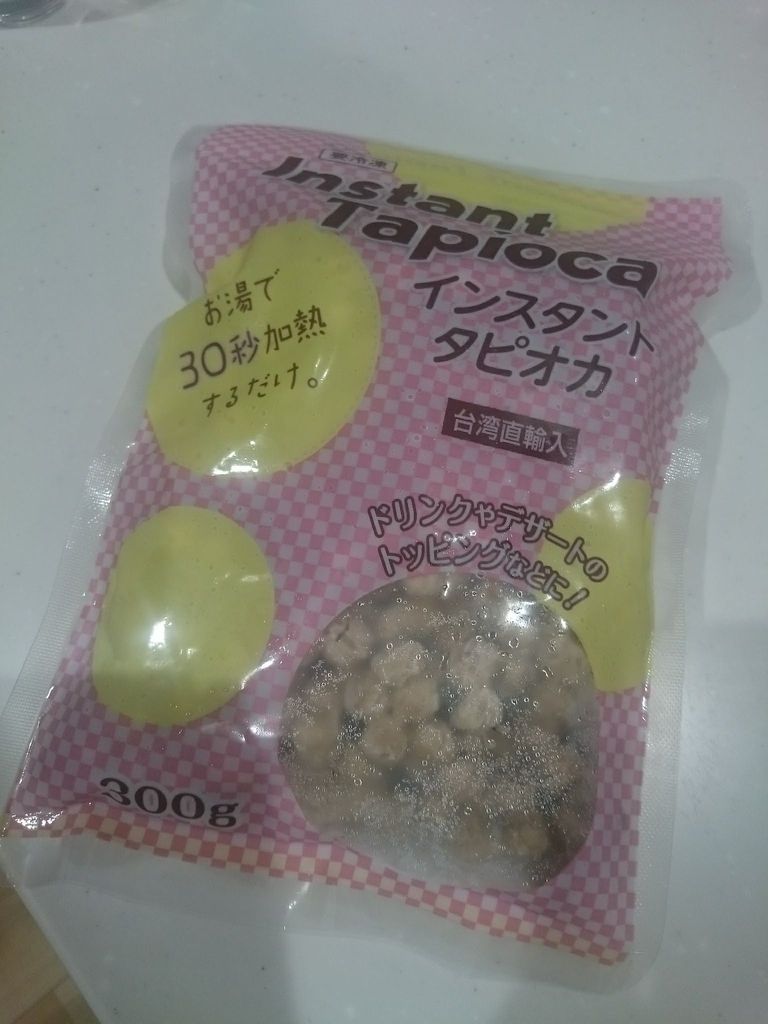 要冷凍
Instant
Tapioca
インスタント
タピオカ
お湯で
30秒加熱
するだけ。
台湾直輸入
ドリンクやデザートの
トッピングなどに!
300g